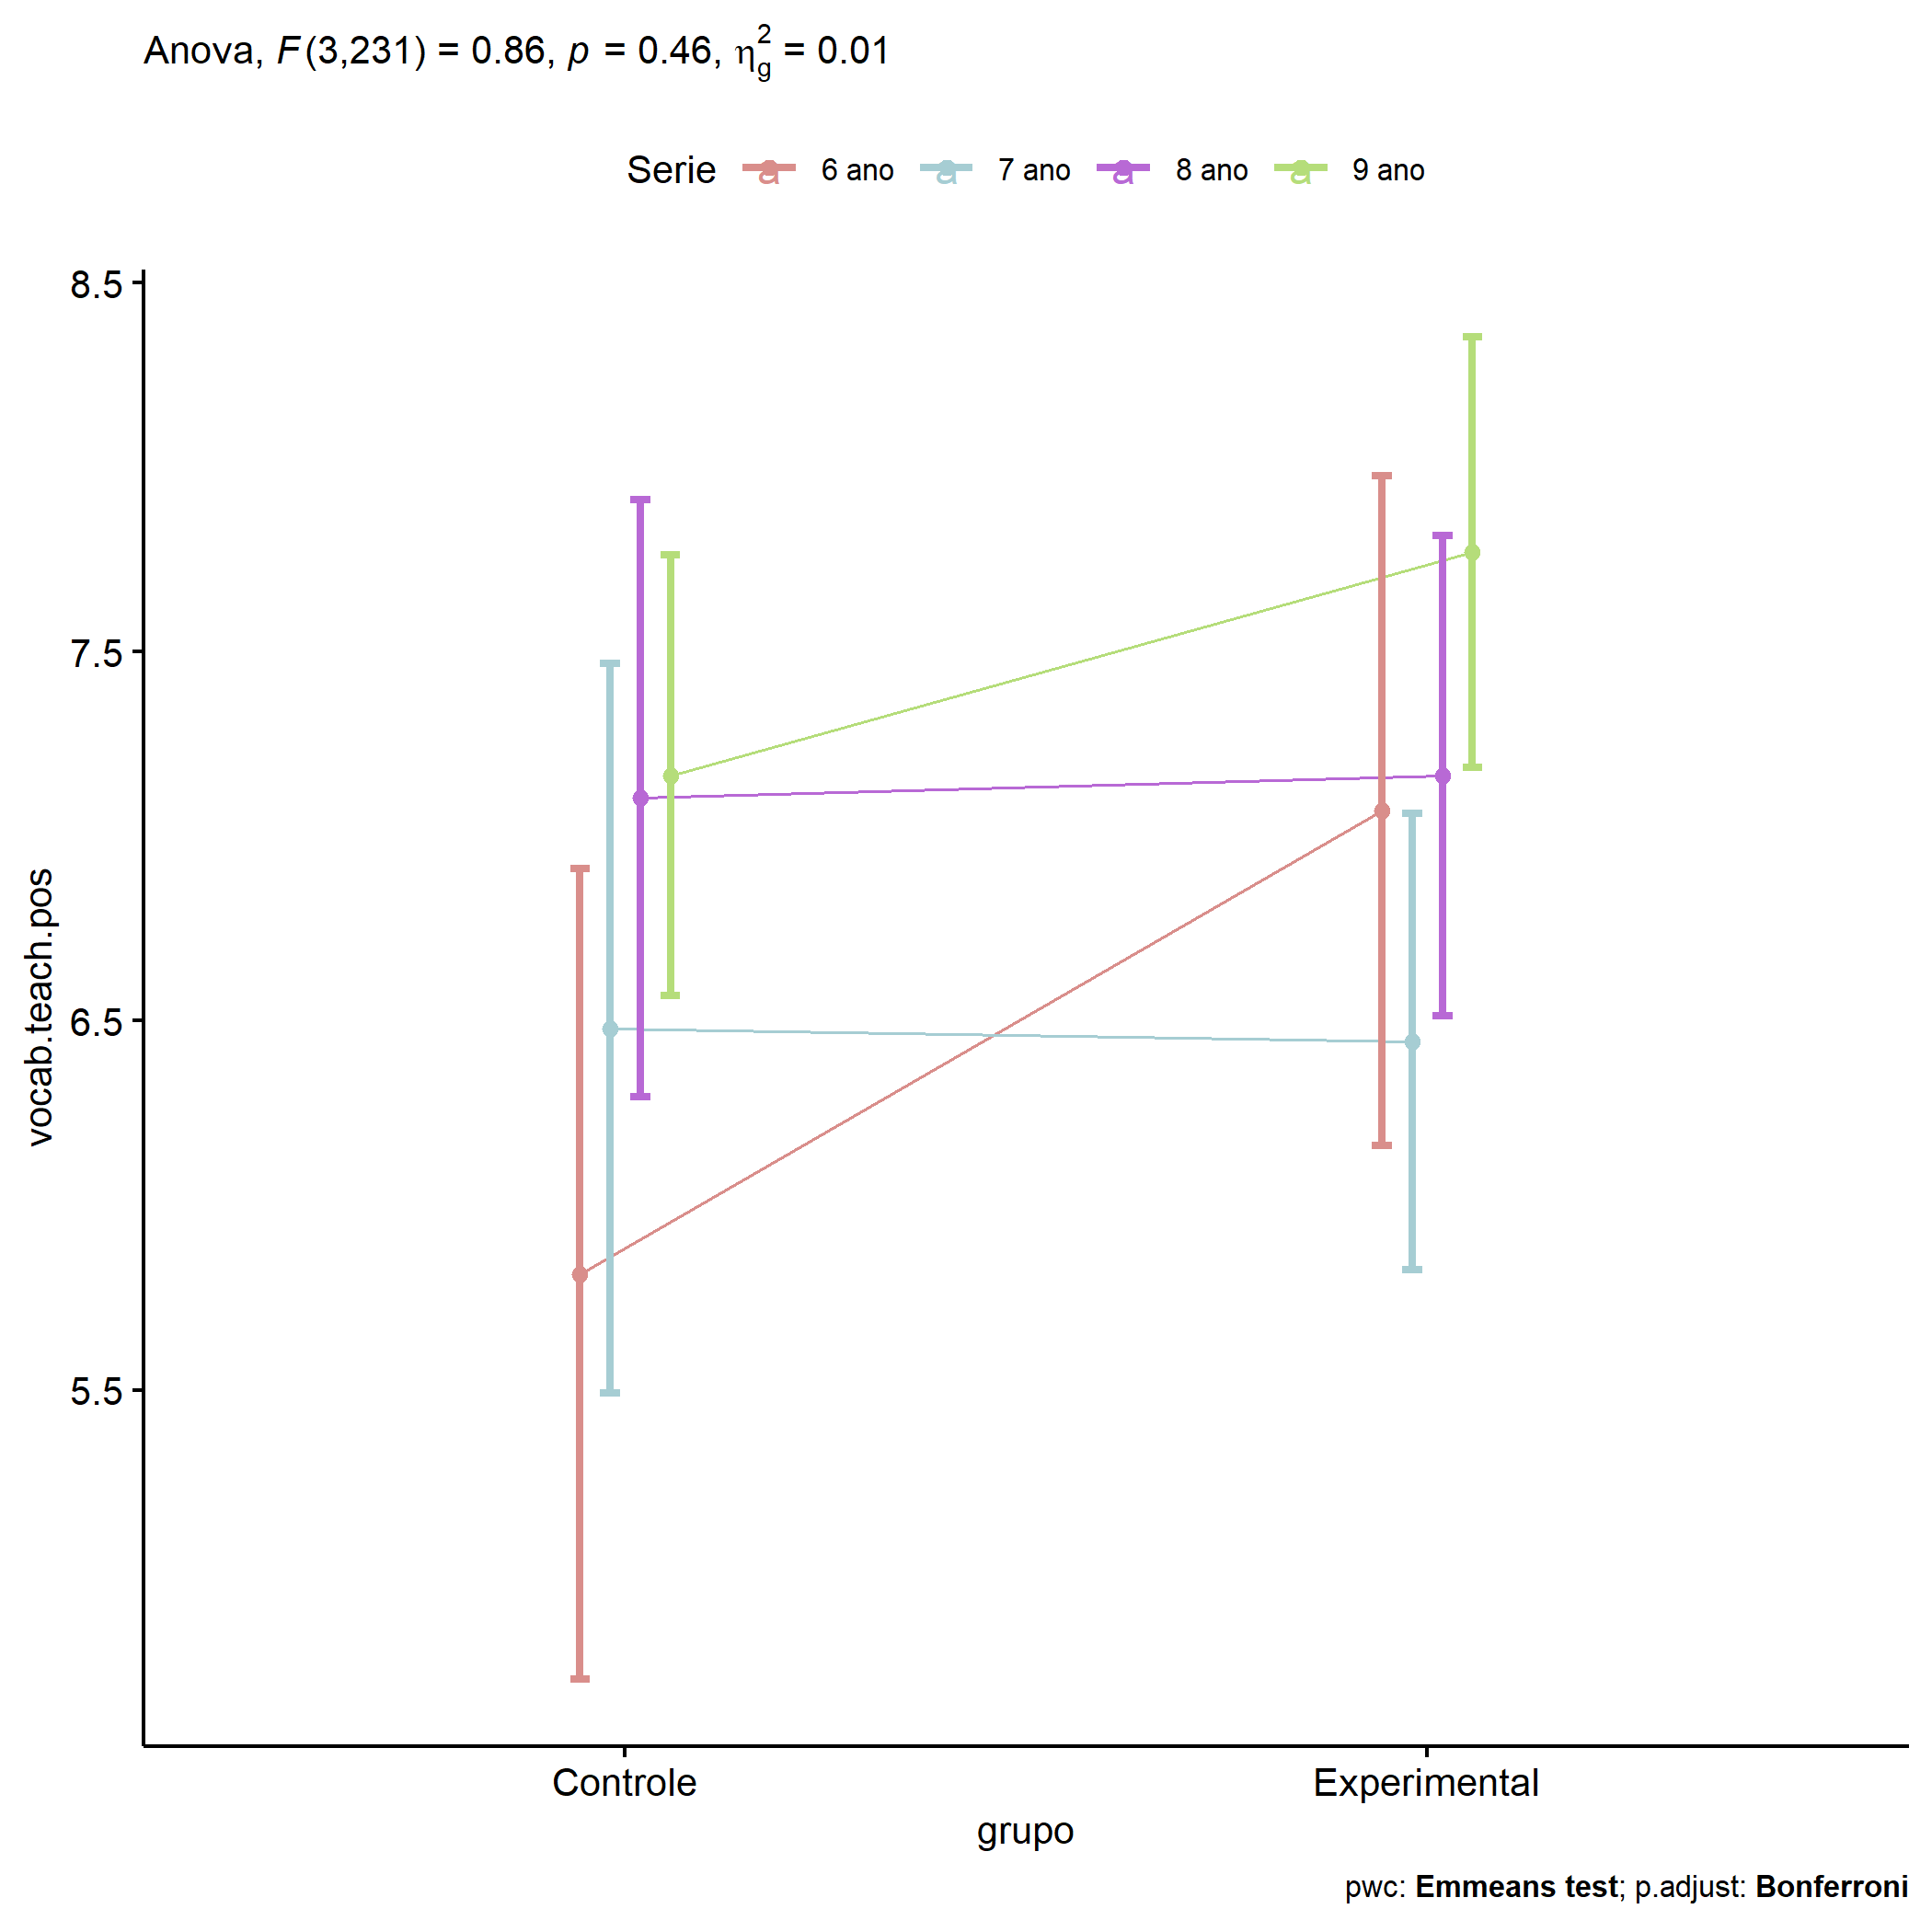 Anova, F(3,231) = 0.86, p = 0.46, η²g = 0.01
Serie a 6 ano a 7 ano a 8 ano a 9 ano
8.5
7.5
6.5
5.5
vocab.teach.pos
Controle Experimental
grupo
pwc: Emmeans test; p.adjust: Bonferroni